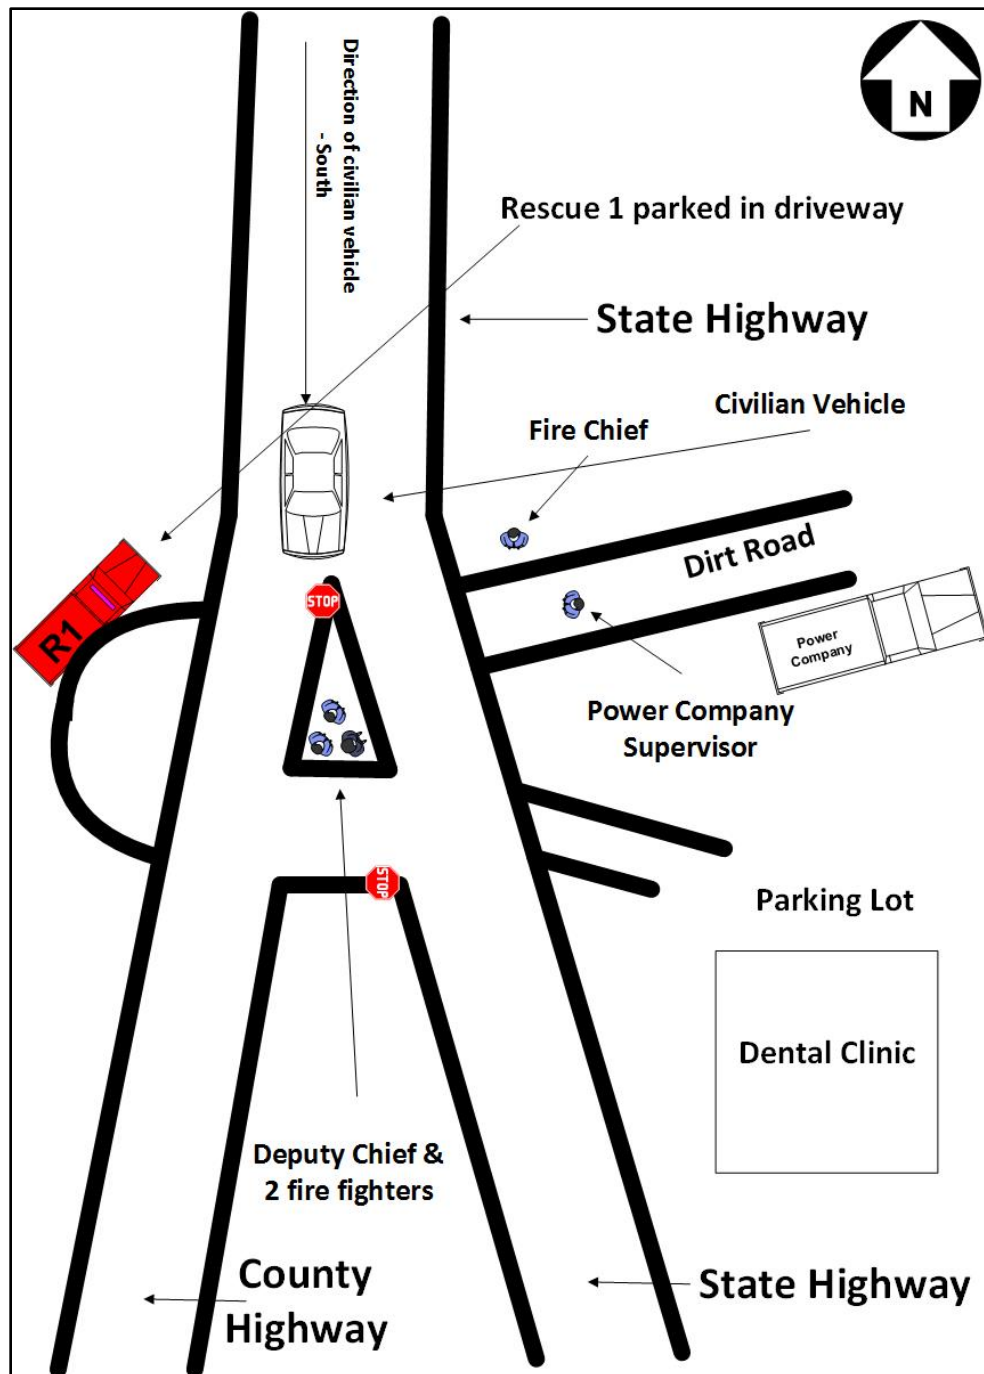 N
Direction of civilian vehicle
- South
Rescue 1 parked in driveway
State Highway
Civilian Vehicle
Fire Chief
Dirt Road
R1
STOP
Power
Company
Power Company
Supervisor
STOP
Parking Lot
Dental Clinic
Deputy Chief &
2 fire fighters
County
Highway
State Highway